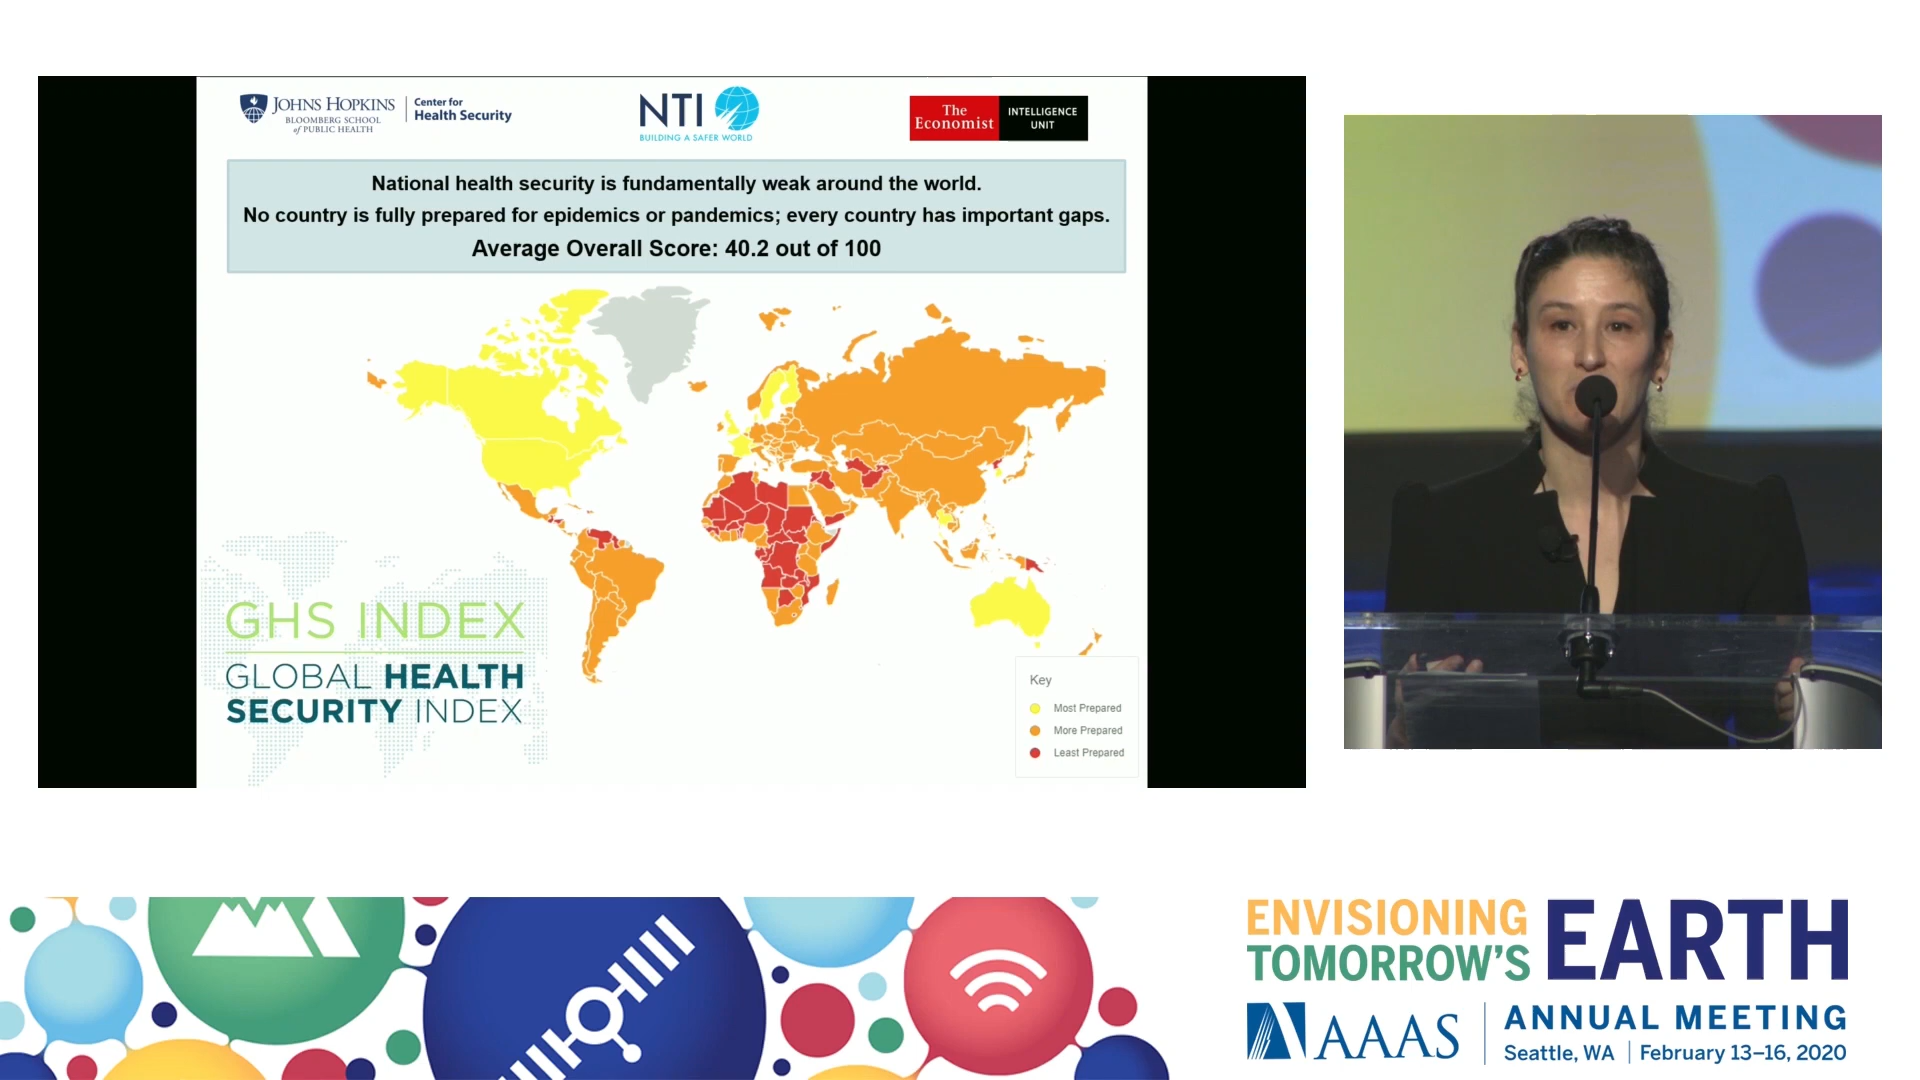 JOHNS HOPKINS
BLOOMBERG SCHOOL
of PUBLIC HEALTH
Center for
Health Security
NTI
BUILDING A SAFER WORLD
The
Economist
INTELLIGENCE
UNIT
National health security is fundamentally weak around the world.
No country is fully prepared for epidemics or pandemics; every country has important gaps.
Average Overall Score: 40.2 out of 100
GHS INDEX
GLOBAL HEALTH
SECURITY INDEX
Key
Most Prepared
More Prepared
Least Prepared
ENVISIONING
TOMORROW'S
EARTH
AAAS
ANNUAL MEETING
Seattle, WA | February 13–16, 2020